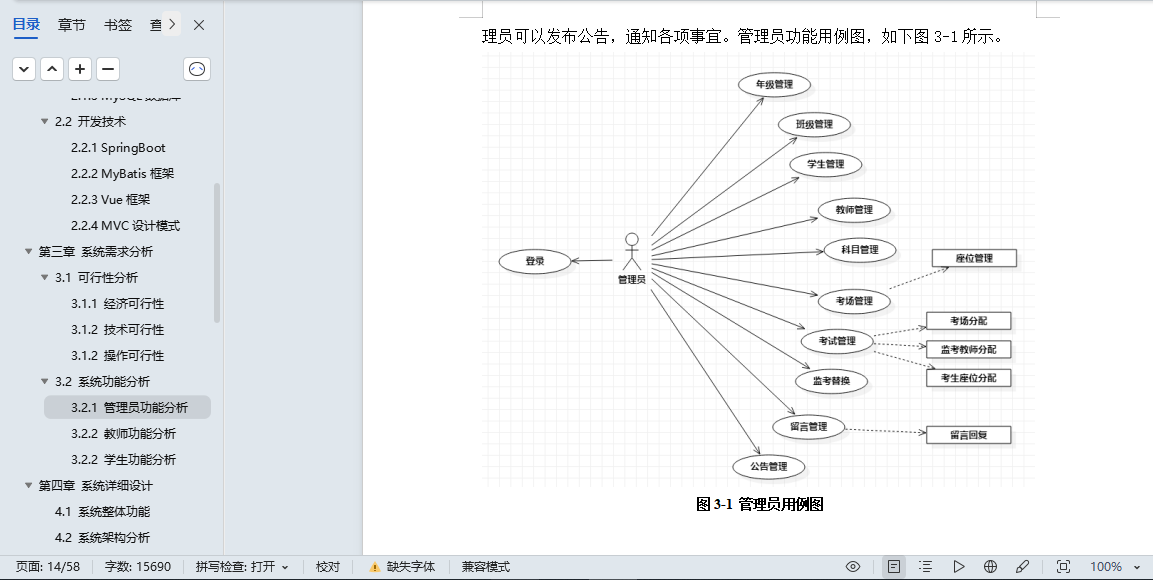 目录 章节 书签 查
2.2 开发技术
2.2.1 SpringBoot
2.2.2 MyBatis 框架
2.2.3 Vue 框架
2.2.4 MVC 设计模式
第三章 系统需求分析
3.1 可行性分析
3.1.1 经济可行性
3.1.2 技术可行性
3.1.2 操作可行性
3.2 系统功能分析
3.2.1 管理员功能分析
3.2.2 教师功能分析
3.2.2 学生功能分析
第四章 系统详细设计
4.1 系统整体功能
4.2 系统架构分析
理员可以发布公告，通知各项事宜。管理员功能用例图，如下图 3-1 所示。
年级管理
班级管理
学生管理
教师管理
科目管理
登录
管理员
座位管理
考场管理
考场分配
考试管理
监考教师分配
考生座位分配
监考替换
留言管理
留言回复
公告管理
图 3-1 管理员用例图
页面: 14/58 字数: 15690 拼写检查: 打开 校对 缺失字体 兼容模式 100%